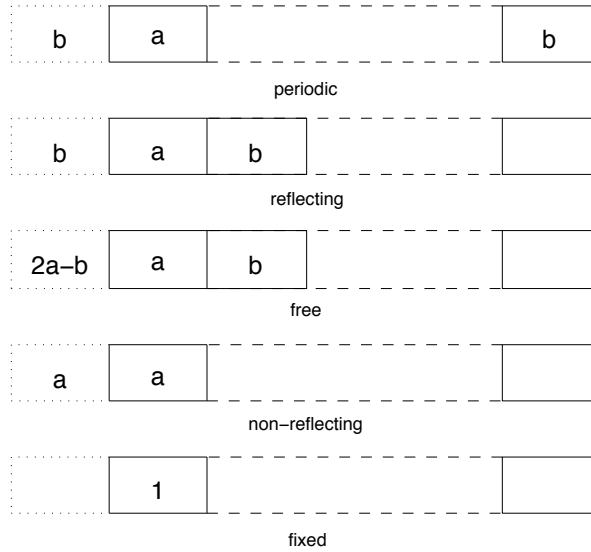 b a b
periodic
b a b
reflecting
2a−b a b
free
a a
non−reflecting
1
fixed